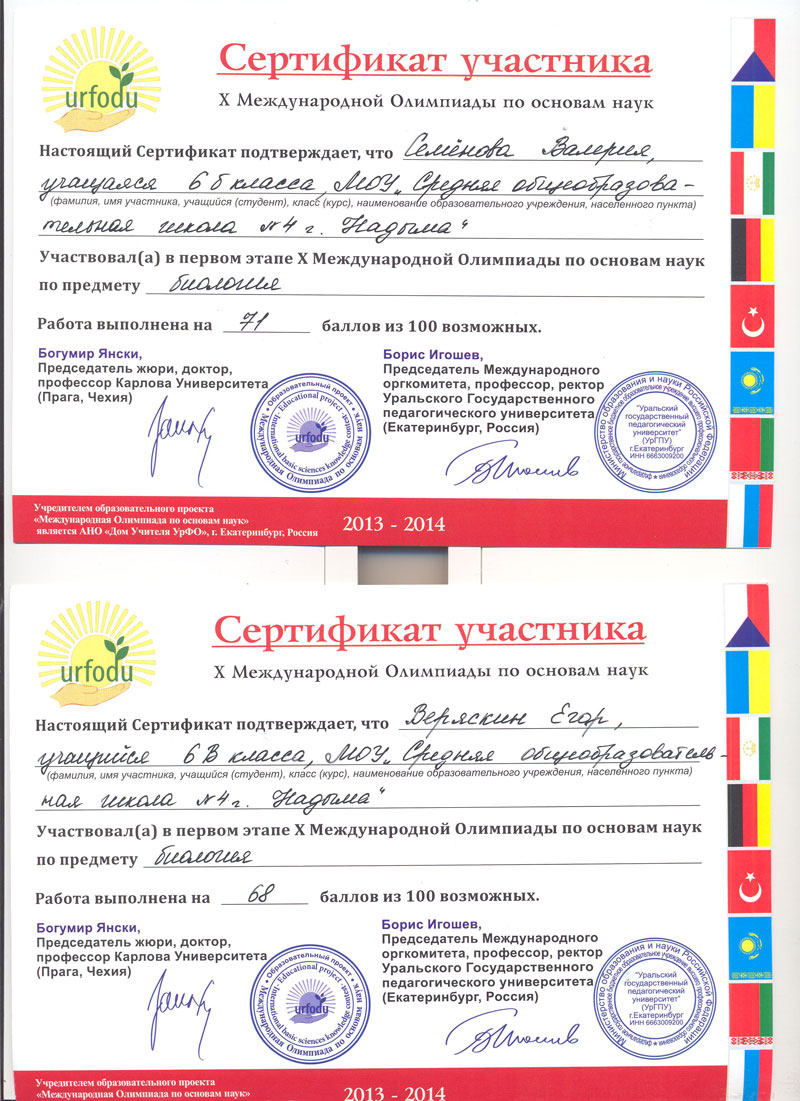 urfodu
Сертификат участника
X Международной Олимпиады по основам наук
Настоящий Сертификат подтверждает, что Семёнова Валерия,
учащаяся 6 б класса, МОУ „Средняя общеобразова-
(фамилия, имя участника, учащийся (студент), класс (курс), наименование образовательного учреждения, населенного пункта)
тельная школа №4 г. Надыма“
Участвовал(а) в первом этапе X Международной Олимпиады по основам наук
по предмету биология
Работа выполнена на 71 баллов из 100 возможных.
Богумир Янски,
Председатель жюри, доктор,
профессор Карлова Университета
(Прага, Чехия)
Борис Игошев,
Председатель Международного
оргкомитета, профессор, ректор
Уральского Государственного
педагогического университета
(Екатеринбург, Россия)
Образовательный проект
Международная Олимпиада по основам наук
Educational project
International basic sciences knowledge contest
urfodu
Министерство образования и науки Российской Федерации
"Уральский
государственный
педагогический
университет"
(УрГПУ)
г.Екатеринбург
ИНН 6663009200
Учредителем образовательного проекта
«Международная Олимпиада по основам наук»
является АНО «Дом Учителя УрФО», г. Екатеринбург, Россия
2013 - 2014
urfodu
Сертификат участника
X Международной Олимпиады по основам наук
Настоящий Сертификат подтверждает, что Веряскин Егор,
учащийся 6 В класса, МОУ „Средняя общеобразователь-
(фамилия, имя участника, учащийся (студент), класс (курс), наименование образовательного учреждения, населенного пункта)
ная школа №4 г. Надыма“
Участвовал(а) в первом этапе X Международной Олимпиады по основам наук
по предмету биология
Работа выполнена на 68 баллов из 100 возможных.
Богумир Янски,
Председатель жюри, доктор,
профессор Карлова Университета
(Прага, Чехия)
Борис Игошев,
Председатель Международного
оргкомитета, профессор, ректор
Уральского Государственного
педагогического университета
(Екатеринбург, Россия)
Образовательный проект
Международная Олимпиада по основам наук
Educational project
International basic sciences knowledge contest
urfodu
Министерство образования и науки Российской Федерации
"Уральский
государственный
педагогический
университет"
(УрГПУ)
г.Екатеринбург
ИНН 6663009200
Учредителем образовательного проекта
«Международная Олимпиада по основам наук»
2013 - 2014